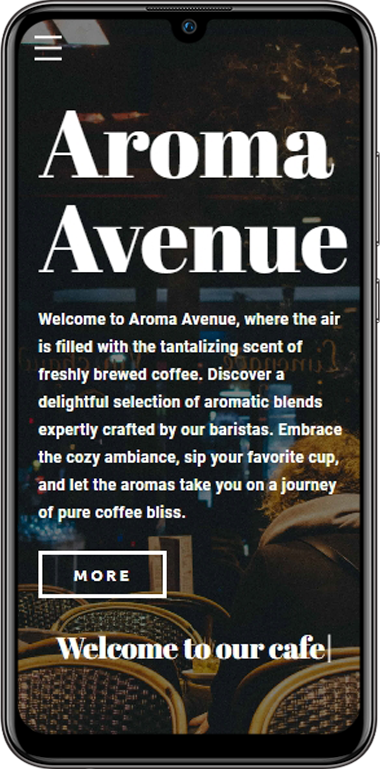 Aroma
Avenue
Welcome to Aroma Avenue, where the air
is filled with the tantalizing scent of
freshly brewed coffee. Discover a
delightful selection of aromatic blends
expertly crafted by our baristas. Embrace
the cozy ambiance, sip your favorite cup,
and let the aromas take you on a journey
of pure coffee bliss.
MORE
Welcome to our cafe|